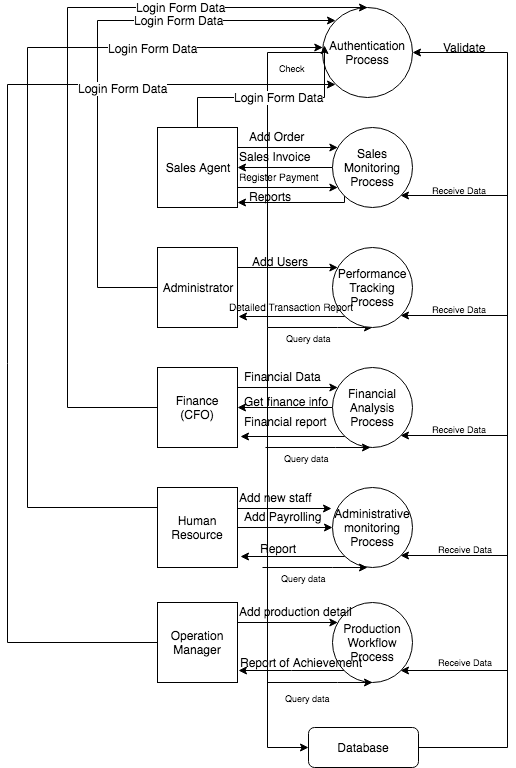 Login Form Data
Login Form Data
Login Form Data
Authentication
Process
Validate
Check
Login Form Data
Login Form Data
Add Order
Sales Agent
Sales Invoice
Sales
Monitoring
Process
Register Payment
Reports
Receive Data
Add Users
Administrator
Performance
Tracking
Process
Detailed Transaction Report
Receive Data
Query data
Financial Data
Finance
(CFO)
Get finance info
Financial
Analysis
Process
Financial report
Receive Data
Query data
Add new staff
Human
Resource
Add Payrolling
Administrative
monitoring
Process
Report
Receive Data
Query data
Add production detail
Operation
Manager
Production
Workflow
Process
Report of Achievement
Receive Data
Query data
Database